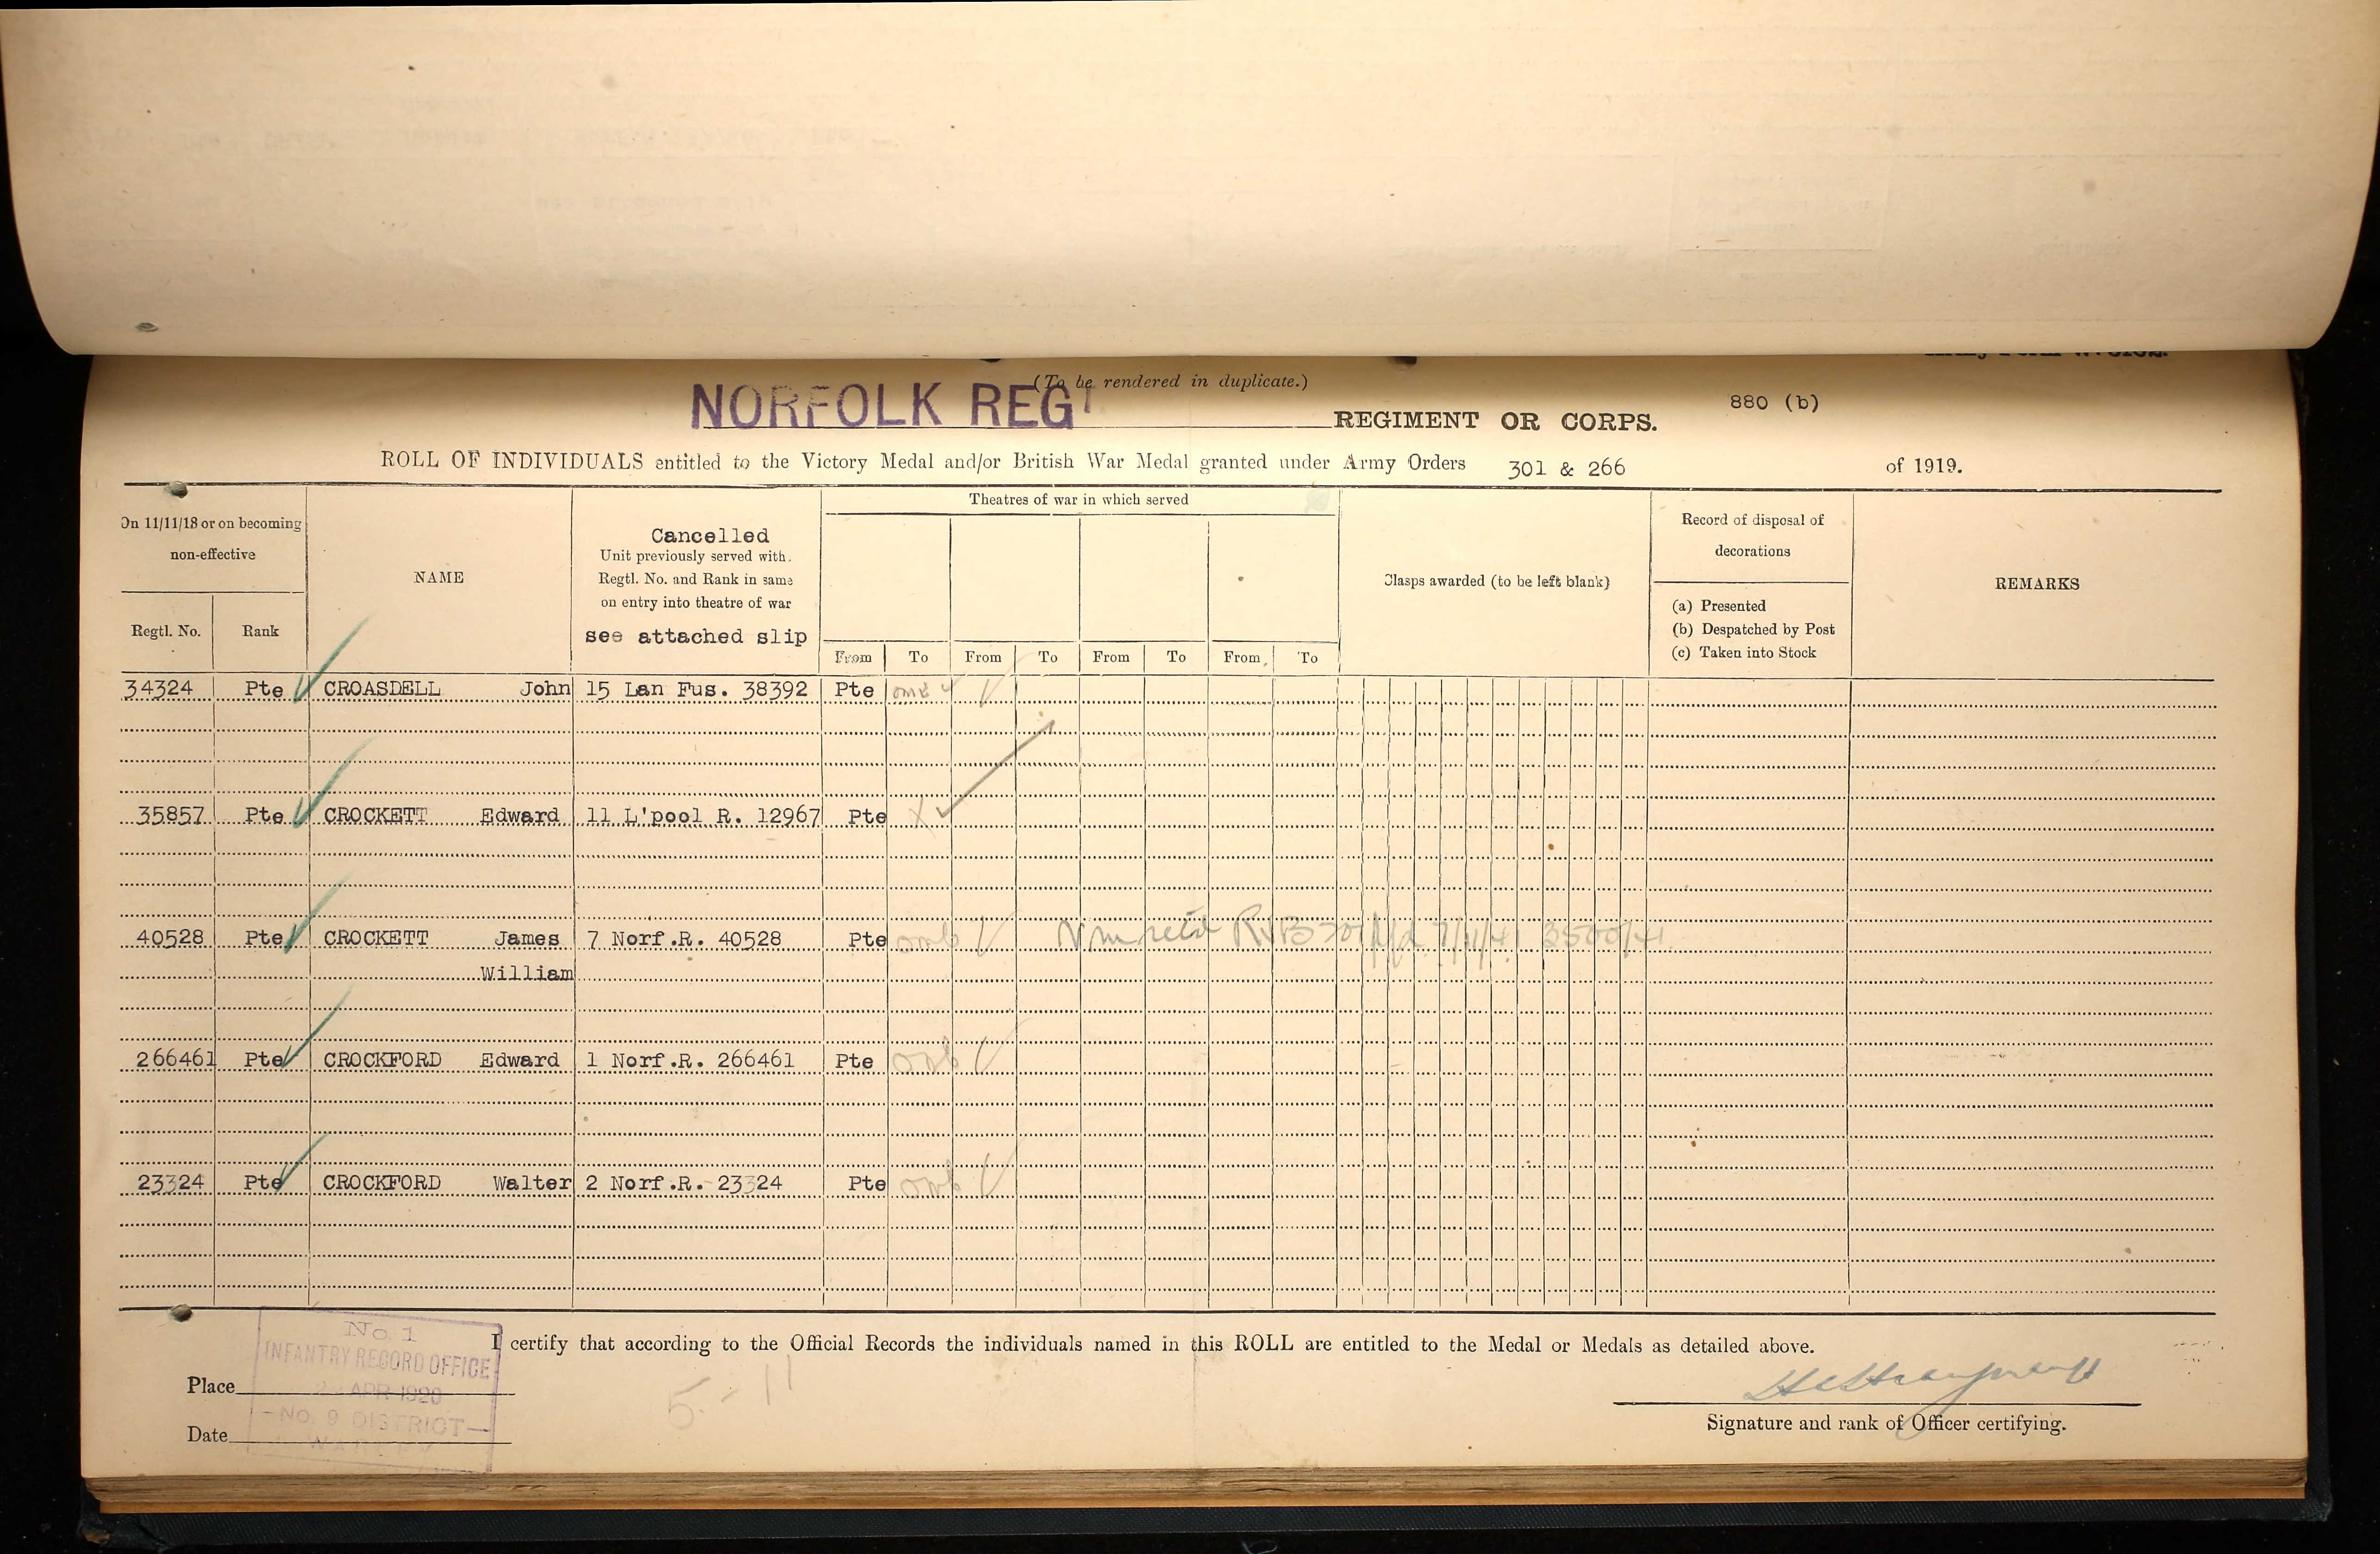 (To be rendered in duplicate.)
NORFOLK REGT REGIMENT OR CORPS. 880 (b)
ROLL OF INDIVIDUALS entitled to the Victory Medal and/or British War Medal granted under Army Orders 301 & 266 of 1919.
On 11/11/18 or on becoming non-effective
Regtl. No.
Rank
NAME
Cancelled
Unit previously served with.
Regtl. No. and Rank in same
on entry into theatre of war
see attached slip
Theatres of war in which served
From To From To From To From To
Clasps awarded (to be left blank)
Record of disposal of
decorations
(a) Presented
(b) Despatched by Post
(c) Taken into Stock
REMARKS
34324 Pte CROASDELL John 15 Lan Fus. 38392 Pte
35857 Pte CROCKETT Edward 11 L'pool R. 12967 Pte
40528 Pte CROCKETT James 7 Norf.R. 40528 Pte
William
266461 Pte CROCKFORD Edward 1 Norf.R. 266461 Pte
23324 Pte CROCKFORD Walter 2 Norf.R. 23324 Pte
I certify that according to the Official Records the individuals named in this ROLL are entitled to the Medal or Medals as detailed above.
No. 1
INFANTRY RECORD OFFICE
APR 1920
No. 9 DISTRICT
Place
Date
5 - 11
Signature and rank of Officer certifying.